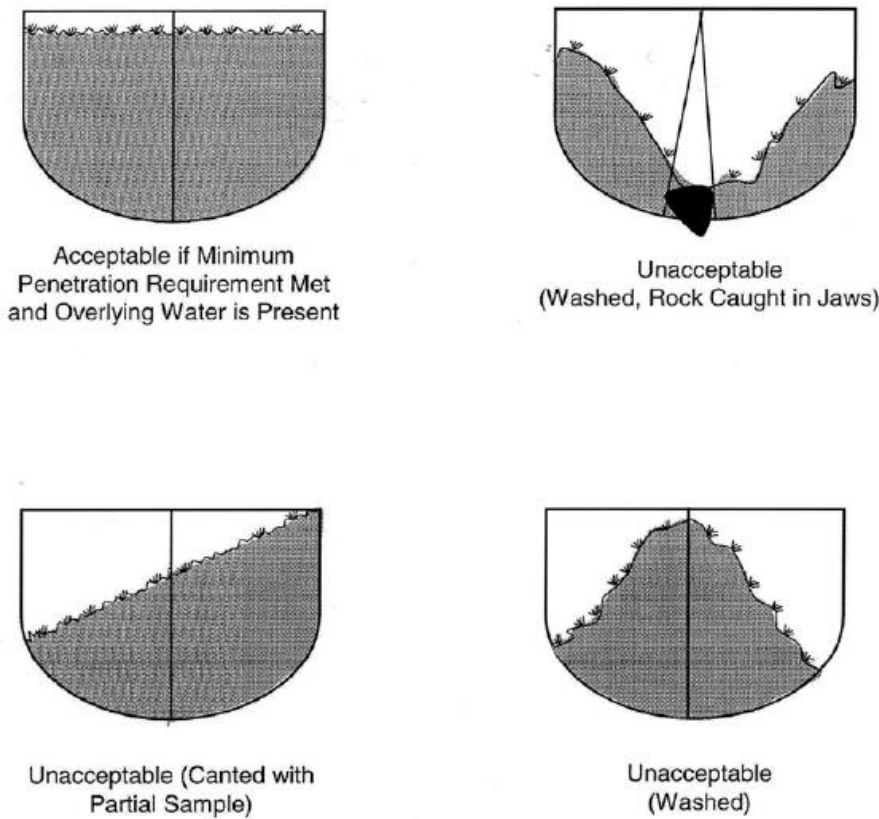 Acceptable if Minimum
Penetration Requirement Met
and Overlying Water is Present
Unacceptable
(Washed, Rock Caught in Jaws)
Unacceptable (Canted with
Partial Sample)
Unacceptable
(Washed)